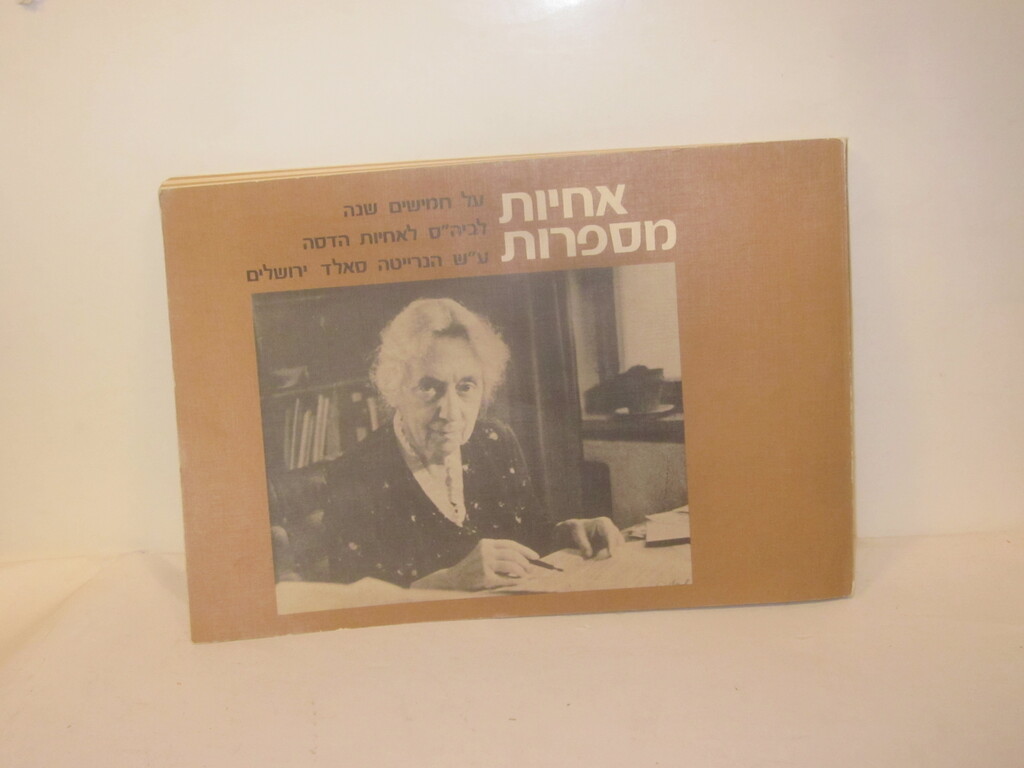 אחיות
מספרות
על חמישים שנה
לביה"ס לאחיות הדסה
ע"ש הנרייטה סאלד ירושלים